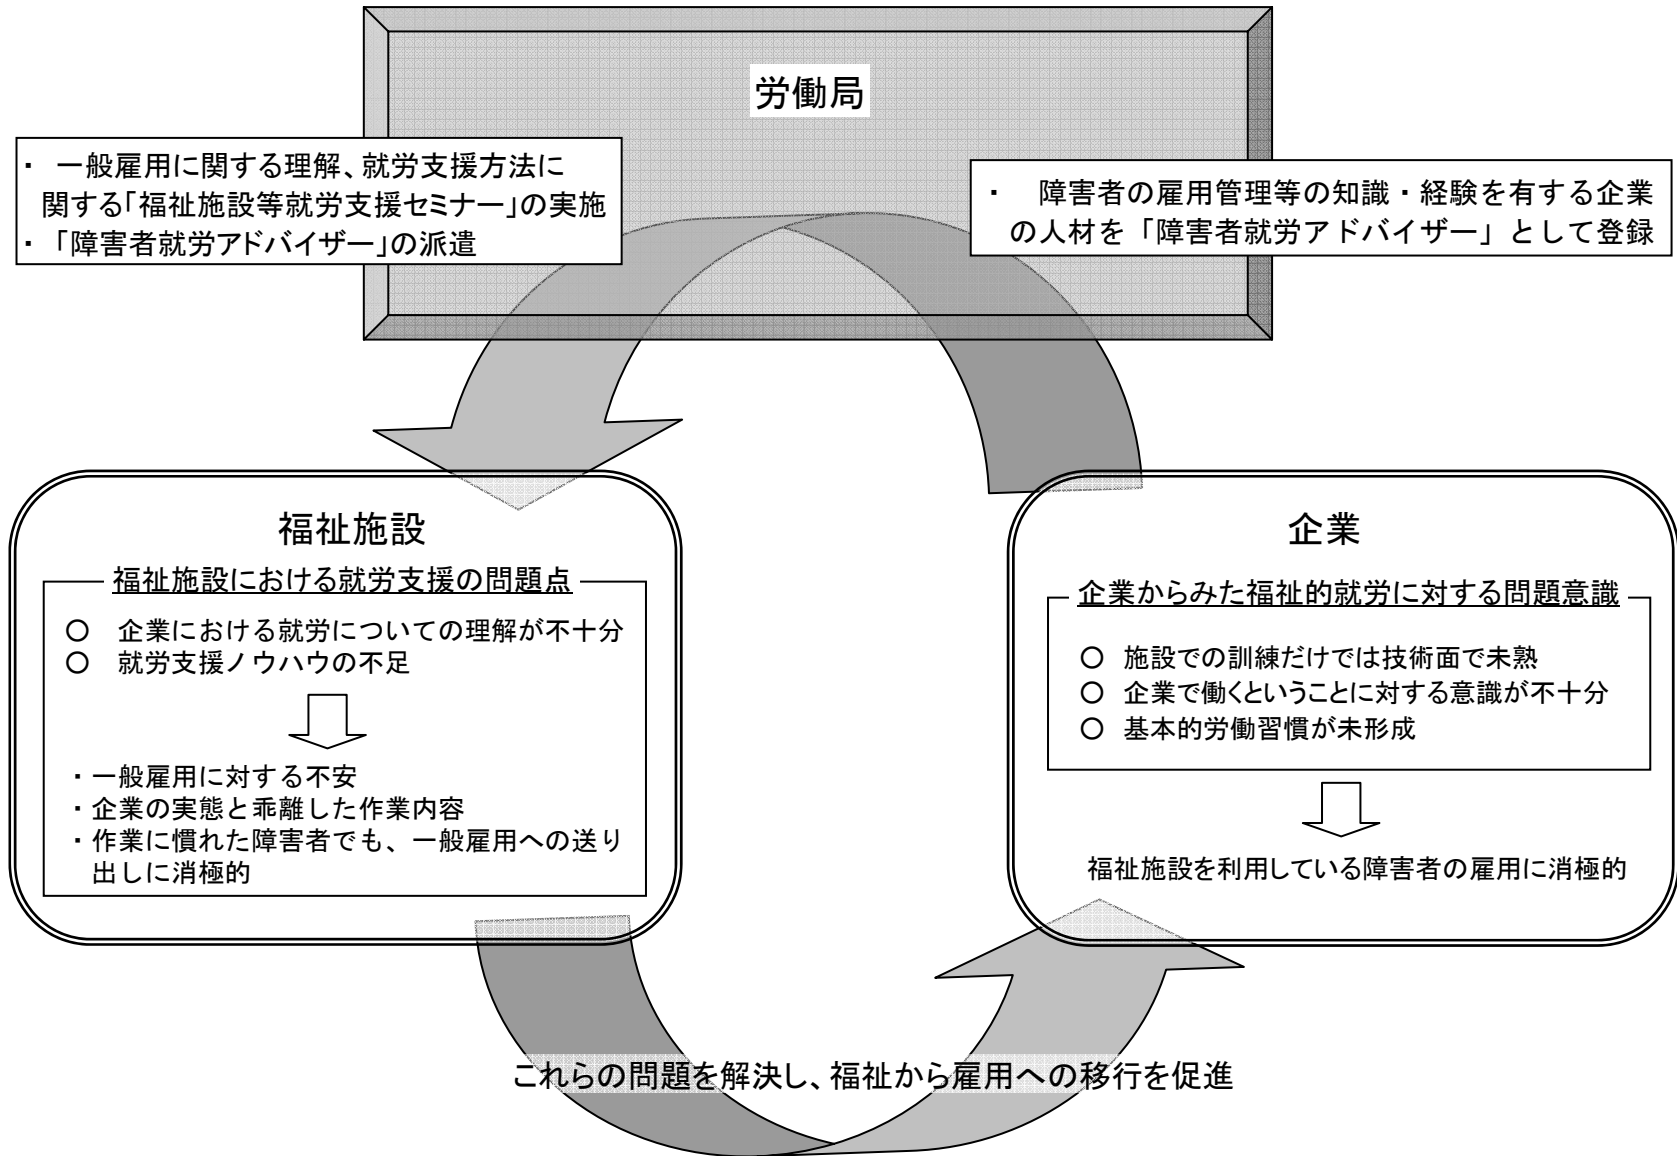 労働局
・ 一般雇用に関する理解、就労支援方法に
関する「福祉施設等就労支援セミナー」の実施
・「障害者就労アドバイザー」の派遣
・ 障害者の雇用管理等の知識・経験を有する企業
の人材を「障害者就労アドバイザー」として登録
福祉施設
福祉施設における就労支援の問題点
○ 企業における就労についての理解が不十分
○ 就労支援ノウハウの不足
・一般雇用に対する不安
・企業の実態と乖離した作業内容
・作業に慣れた障害者でも、一般雇用への送り
出しに消極的
企業
企業からみた福祉的就労に対する問題意識
○ 施設での訓練だけでは技術面で未熟
○ 企業で働くということに対する意識が不十分
○ 基本的労働習慣が未形成
福祉施設を利用している障害者の雇用に消極的
これらの問題を解決し、福祉から雇用への移行を促進